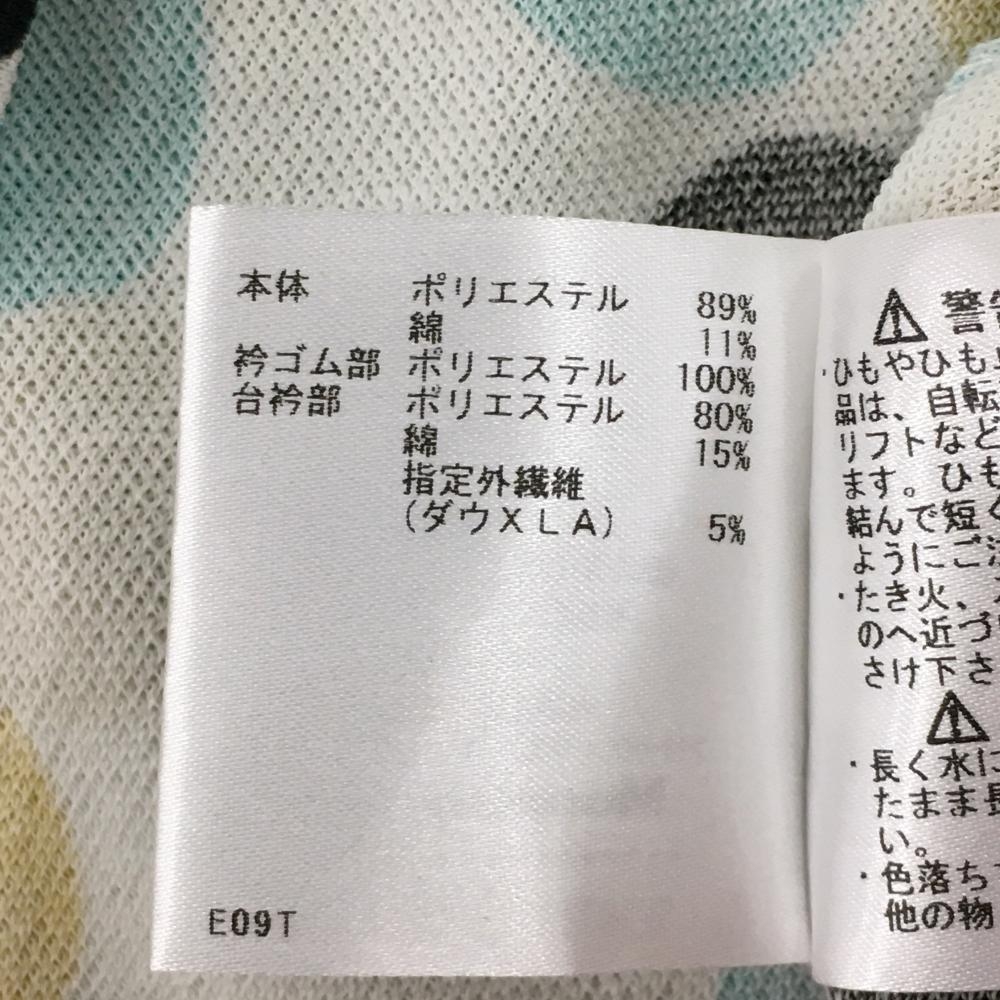 本体 ポリエステル 89%
綿 11%
衿ゴム部 ポリエステル 100%
台衿部 ポリエステル 80%
綿 15%
指定外繊維
(ダウXLA) 5%
E09T
警告
・ひもやひも
品は、自転
リフトなど
ます。ひも
結んで短く
ようにご注
・たき火、
のへ近づ
さけ下さ
・長く水に
たまま長
い。
・色落ち
他の物